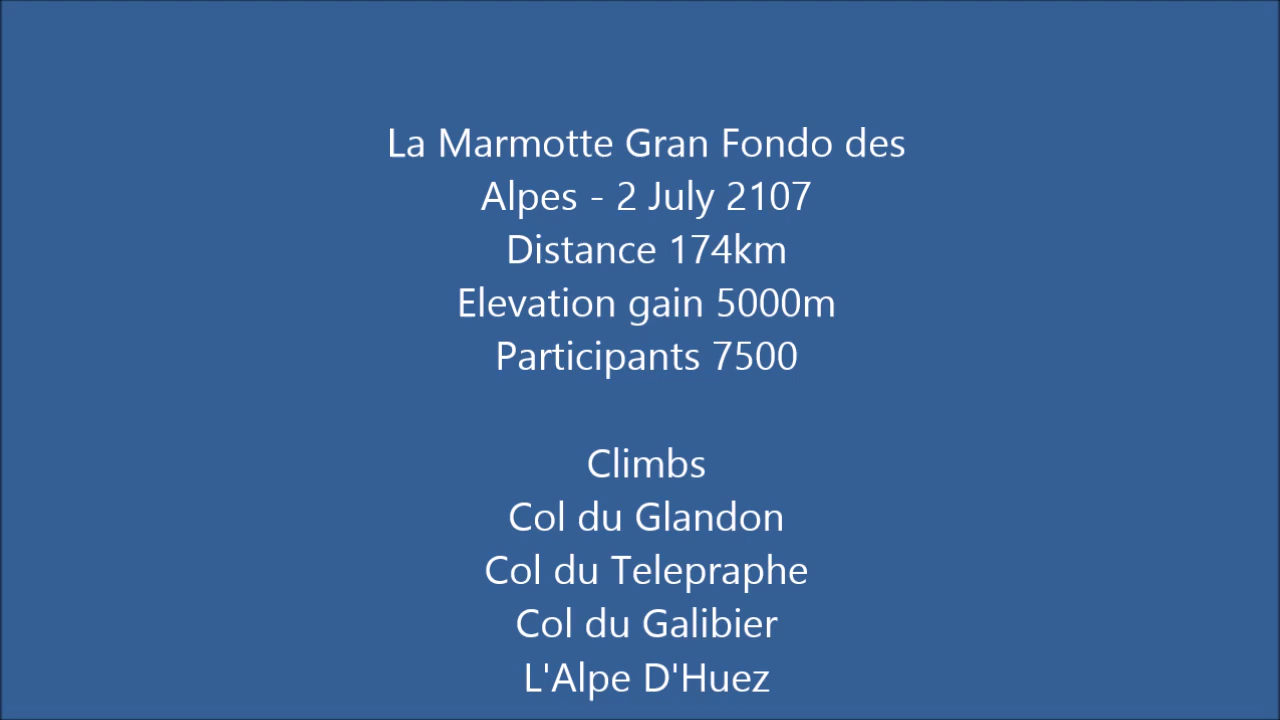 La Marmotte Gran Fondo des
Alpes - 2 July 2107
Distance 174km
Elevation gain 5000m
Participants 7500
Climbs
Col du Glandon
Col du Telepraphe
Col du Galibier
L'Alpe D'Huez